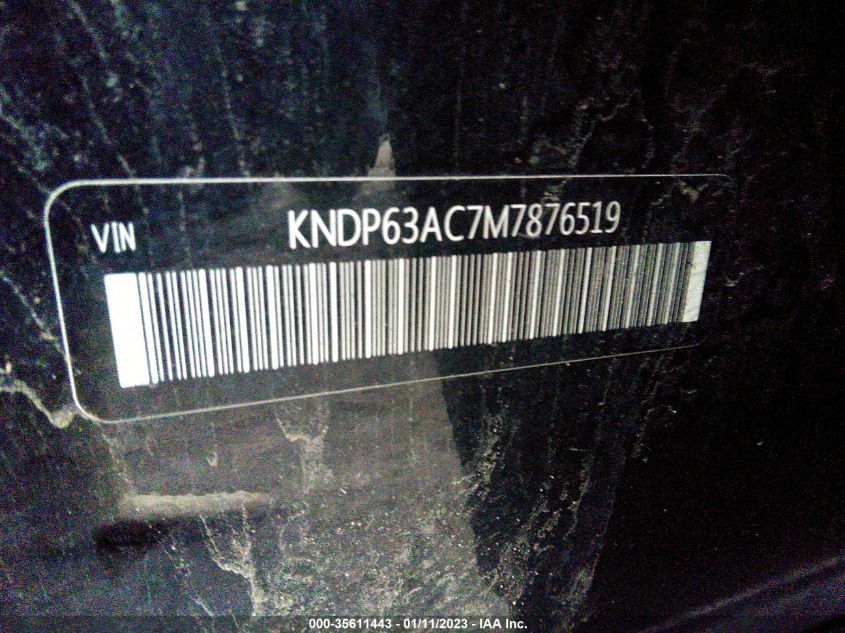 VIN KNDP63AC7M7876519
000-35611443 - 01/11/2023 - IAA Inc.